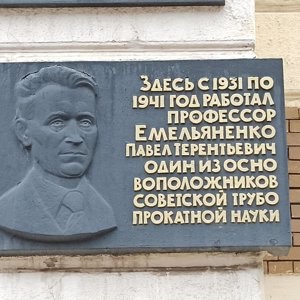 Здесь с 1931 по
1941 год работал
профессор
Емельяненко
Павел Терентьевич
один из осно
воположников
советской трубо
прокатной науки